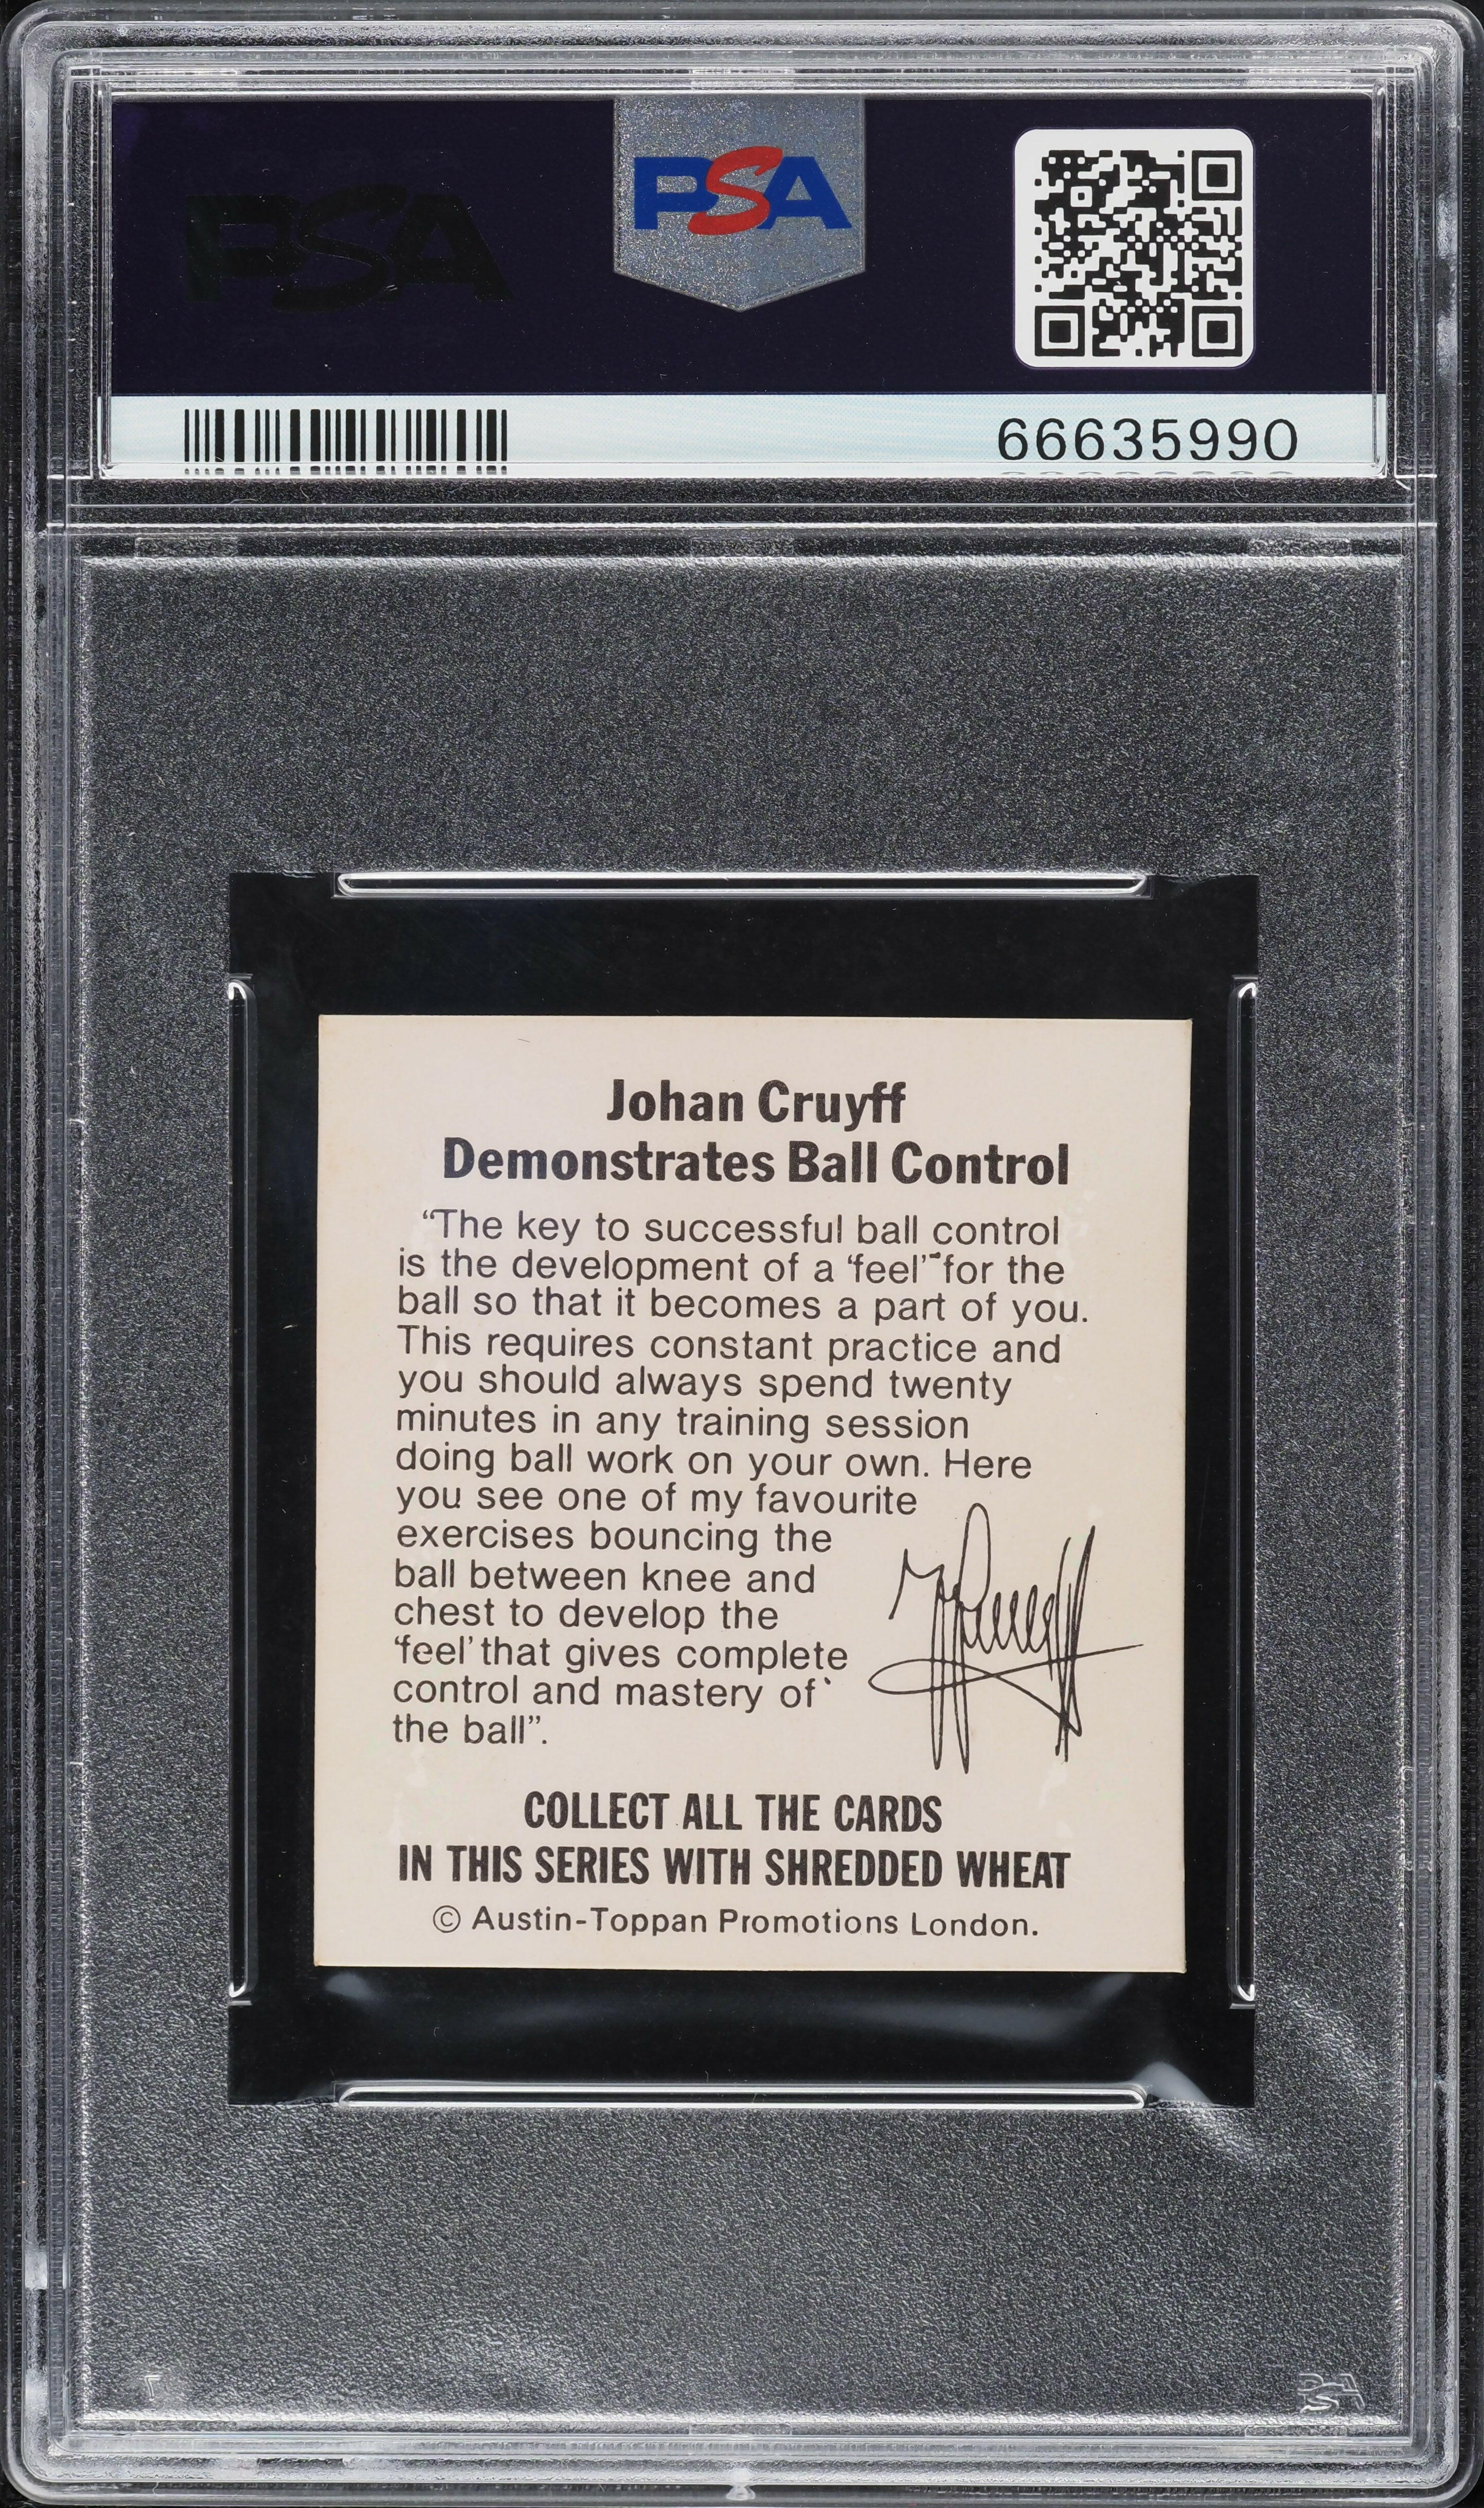 PSA
PSA
66635990
Johan Cruyff
Demonstrates Ball Control
“The key to successful ball control
is the development of a ‘feel’ for the
ball so that it becomes a part of you.
This requires constant practice and
you should always spend twenty
minutes in any training session
doing ball work on your own. Here
you see one of my favourite
exercises bouncing the
ball between knee and
chest to develop the
‘feel’ that gives complete
control and mastery of
the ball”.
COLLECT ALL THE CARDS
IN THIS SERIES WITH SHREDDED WHEAT
© Austin-Toppan Promotions London.
PSA